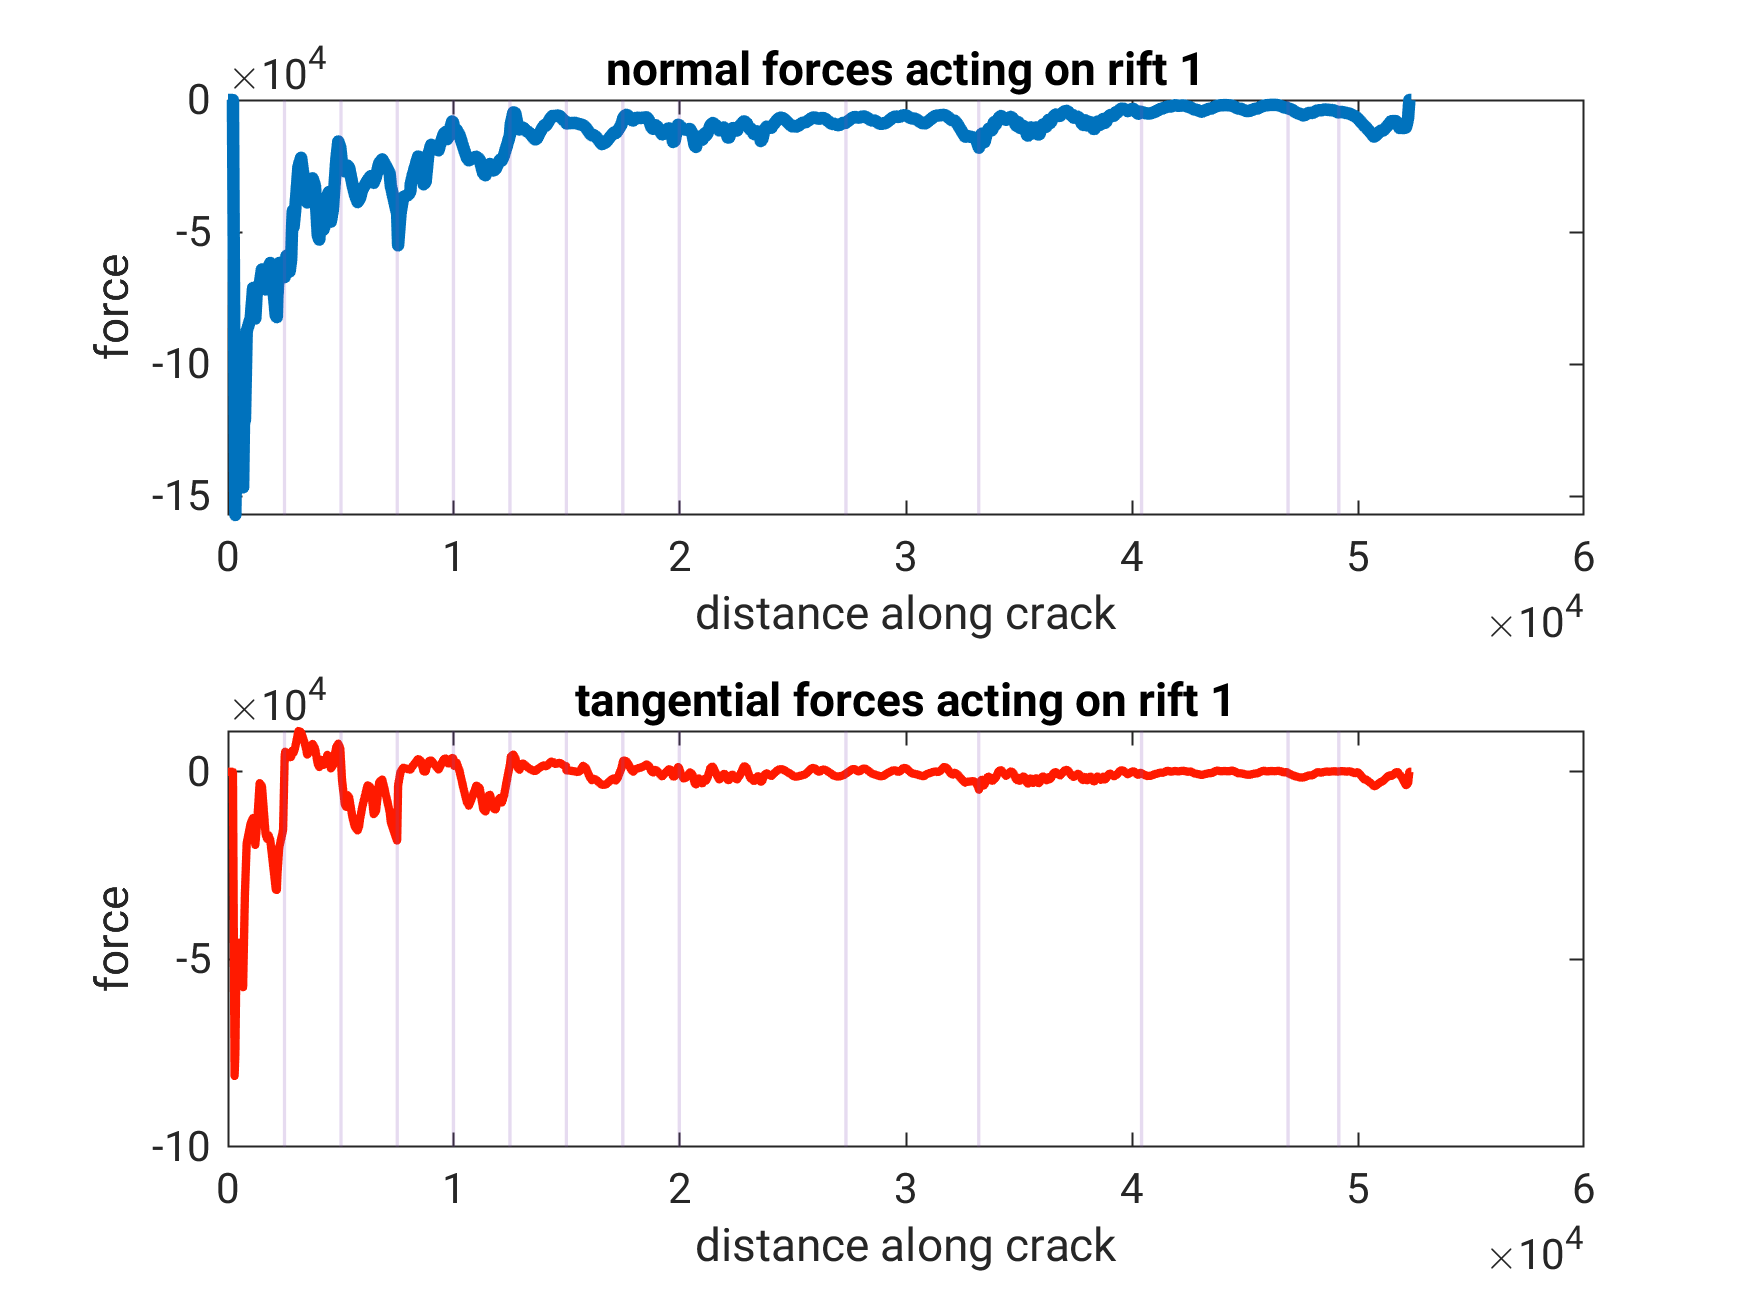 ×10⁴
normal forces acting on rift 1
0
-5
-10
-15
force
0 1 2 3 4 5 6
distance along crack
×10⁴
×10⁴
tangential forces acting on rift 1
0
-5
-10
force
0 1 2 3 4 5 6
distance along crack
×10⁴